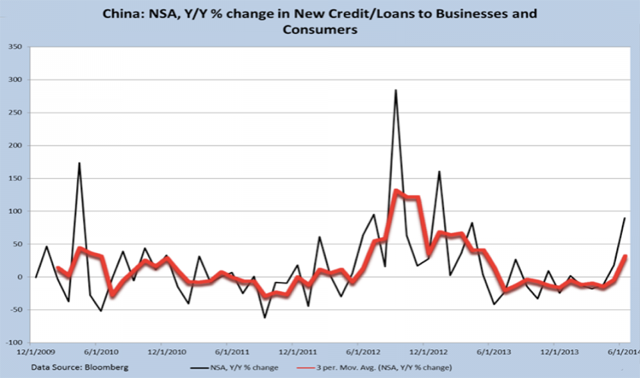 China: NSA, Y/Y % change in New Credit/Loans to Businesses and
Consumers
350
300
250
200
150
100
50
0
-50
-100
12/1/2009 6/1/2010 12/1/2010 6/1/2011 12/1/2011 6/1/2012 12/1/2012 6/1/2013 12/1/2013 6/1/2014
Data Source: Bloomberg NSA, Y/Y % change 3 per. Mov. Avg. (NSA, Y/Y % change)